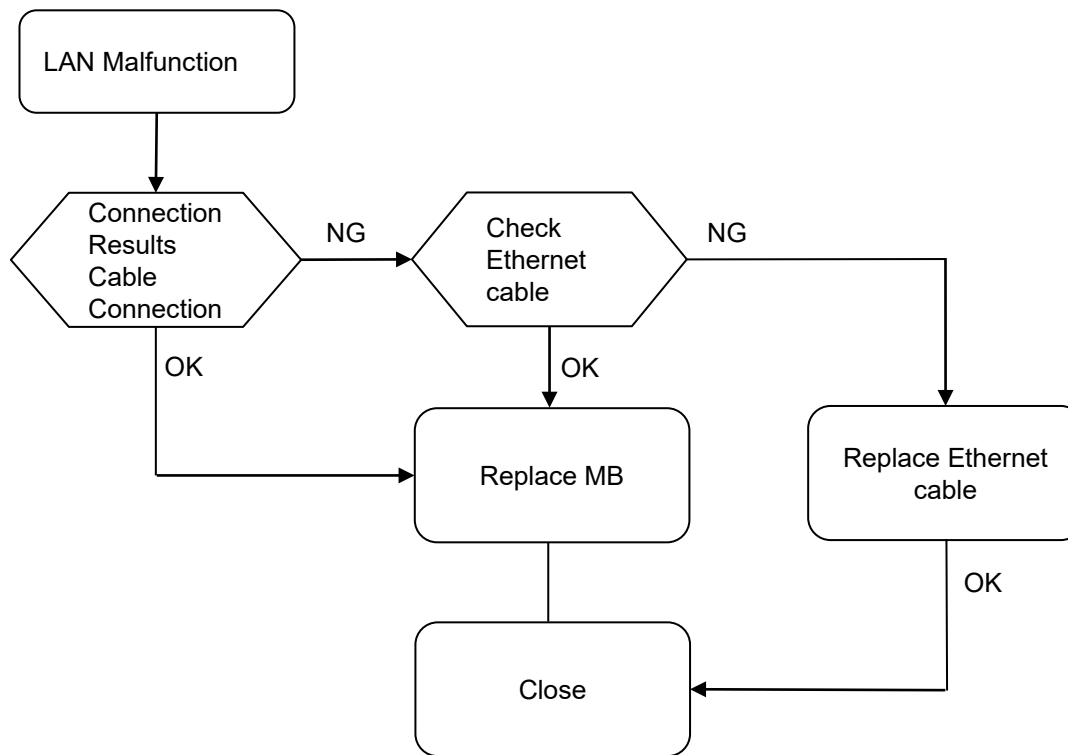 LAN Malfunction
Connection
Results
Cable
Connection
NG
Check
Ethernet
cable
NG
OK
OK
Replace MB
Replace Ethernet
cable
OK
Close